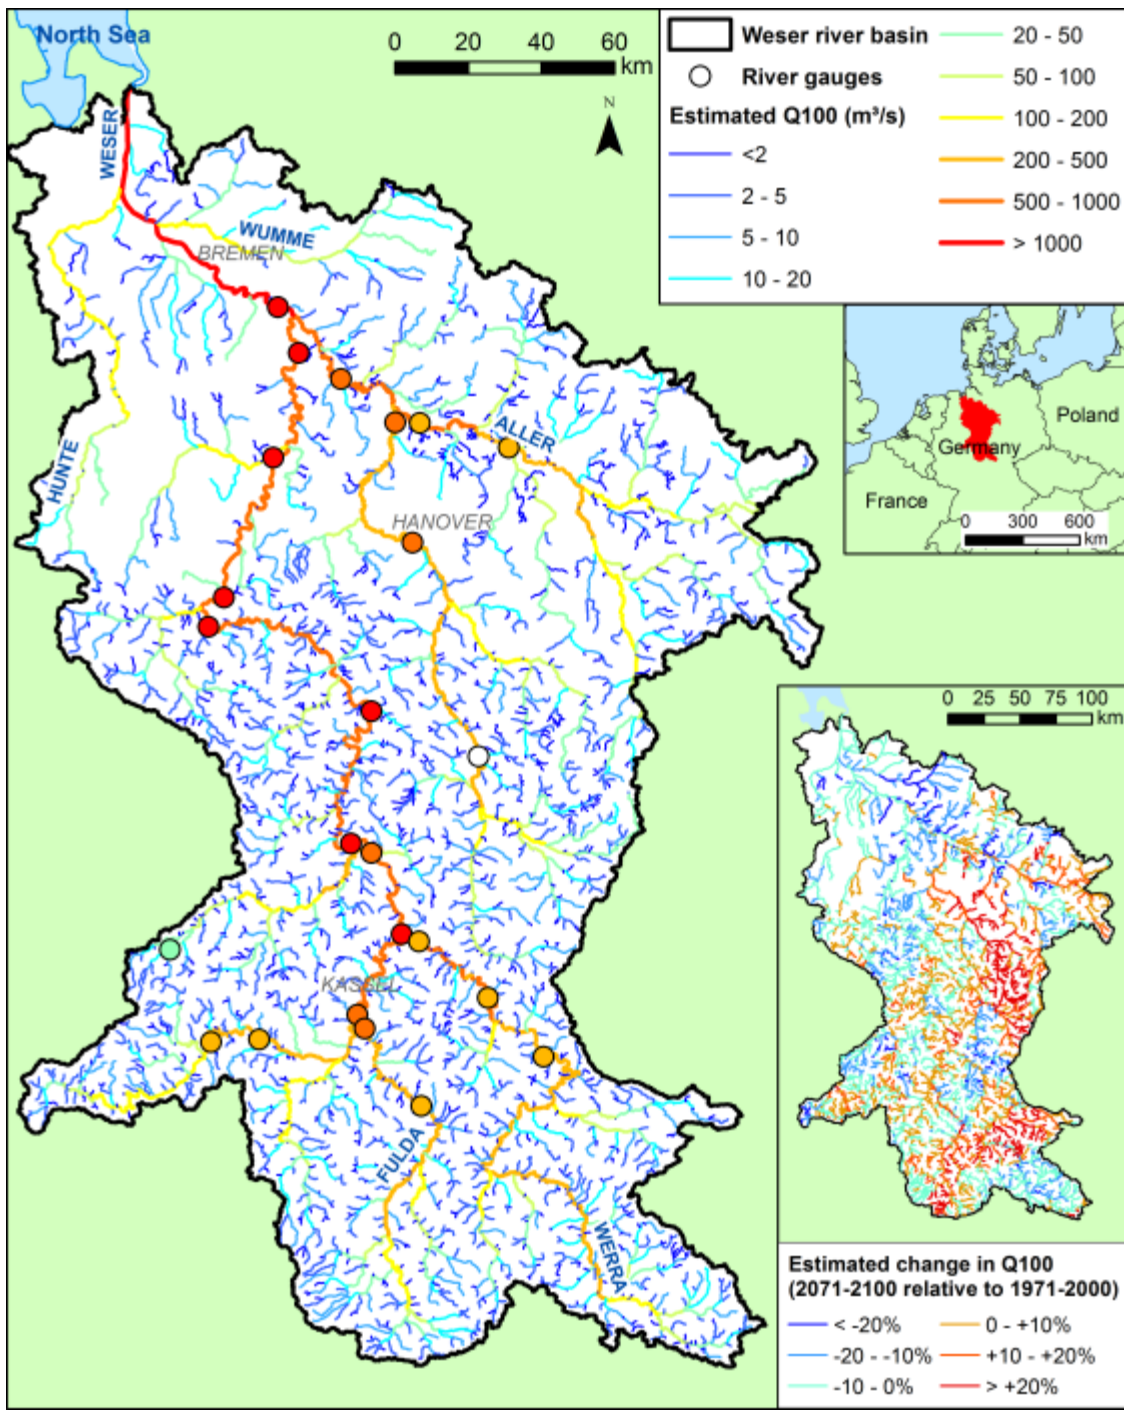 North Sea
0 20 40 60
km
N
WESER
WUMME
BREMEN
HUNTE
ALLER
HANOVER
KASSEL
FULDA
WERRA
Weser river basin
River gauges
Estimated Q100 (m³/s)
<2
2 - 5
5 - 10
10 - 20
20 - 50
50 - 100
100 - 200
200 - 500
500 - 1000
> 1000
Poland
Germany
France
0 300 600
km
0 25 50 75 100
km
Estimated change in Q100
(2071-2100 relative to 1971-2000)
< -20%
-20 - -10%
-10 - 0%
0 - +10%
+10 - +20%
> +20%